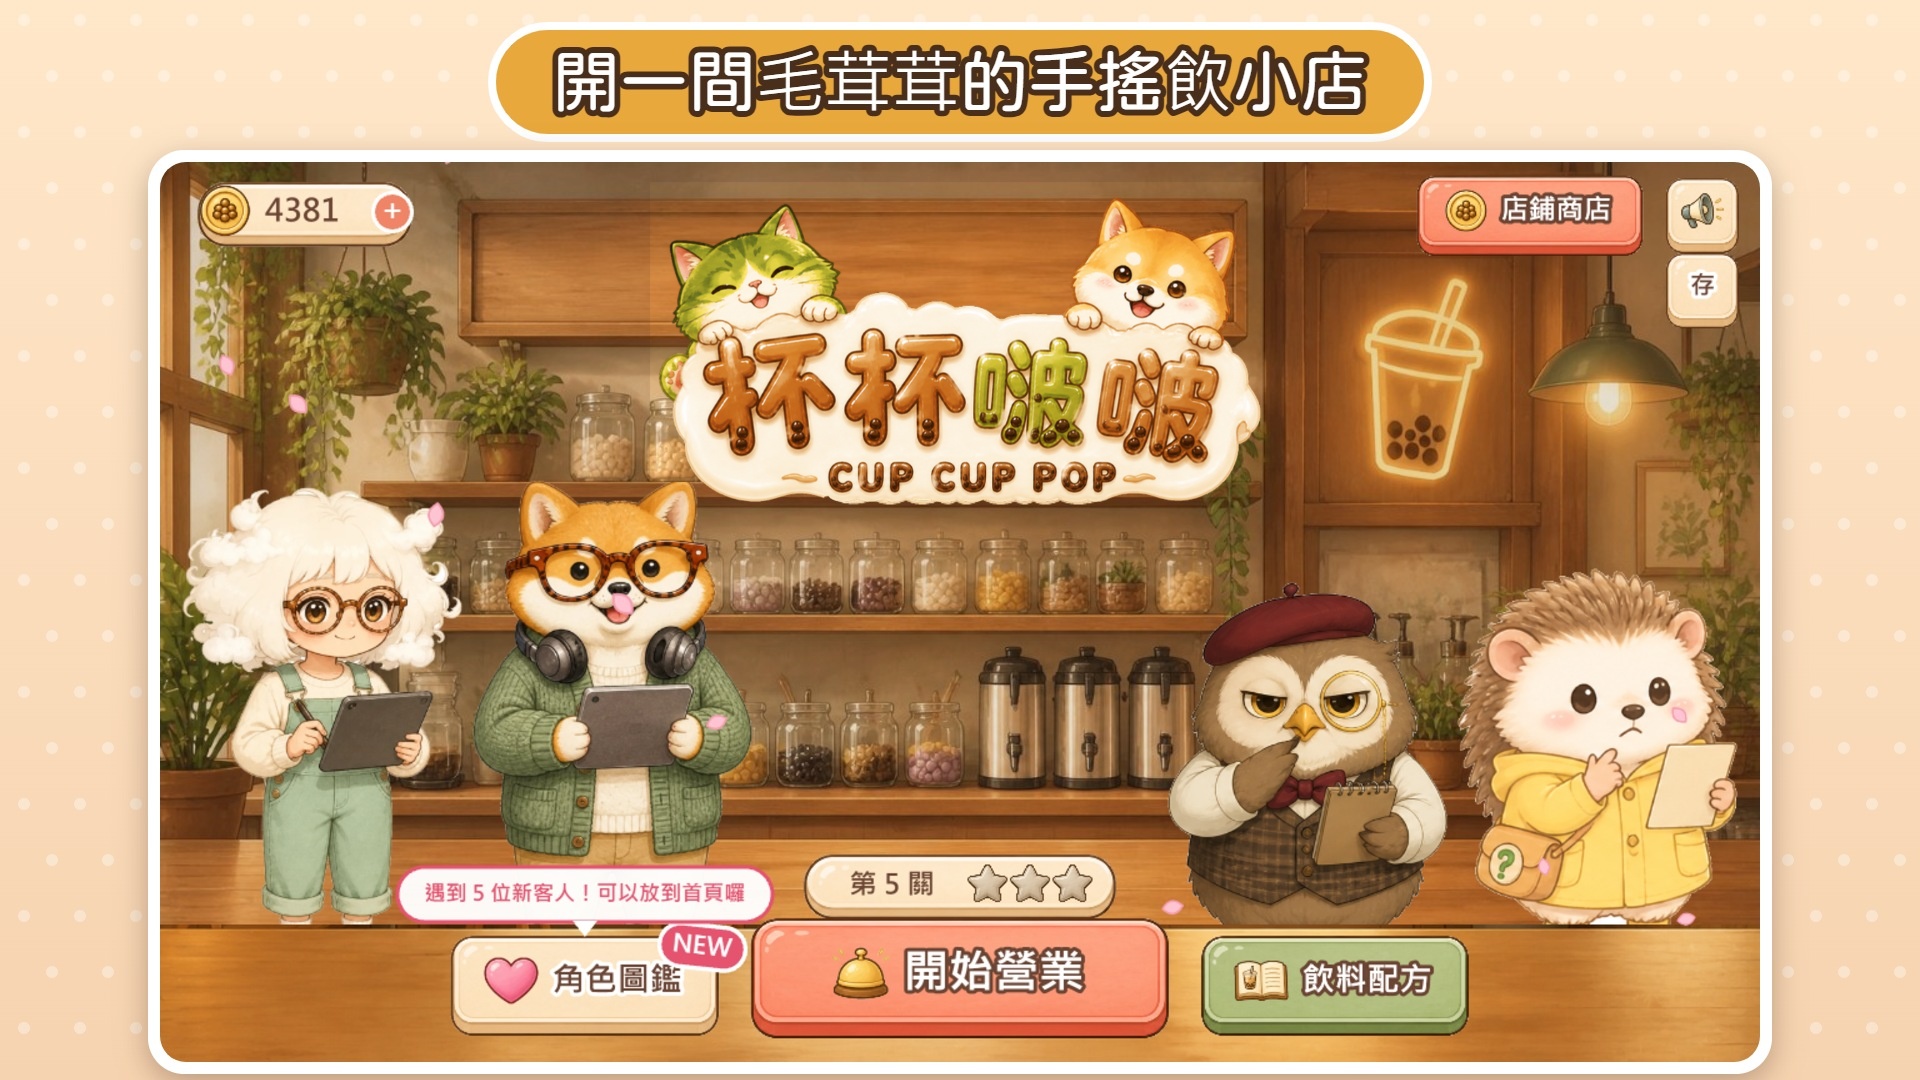 開一間毛茸茸的手搖飲小店
4381
+
店鋪商店
存
杯杯啵啵
CUP CUP POP
?
遇到 5 位新客人！可以放到首頁囉
第 5 關
NEW
角色圖鑑
開始營業
飲料配方